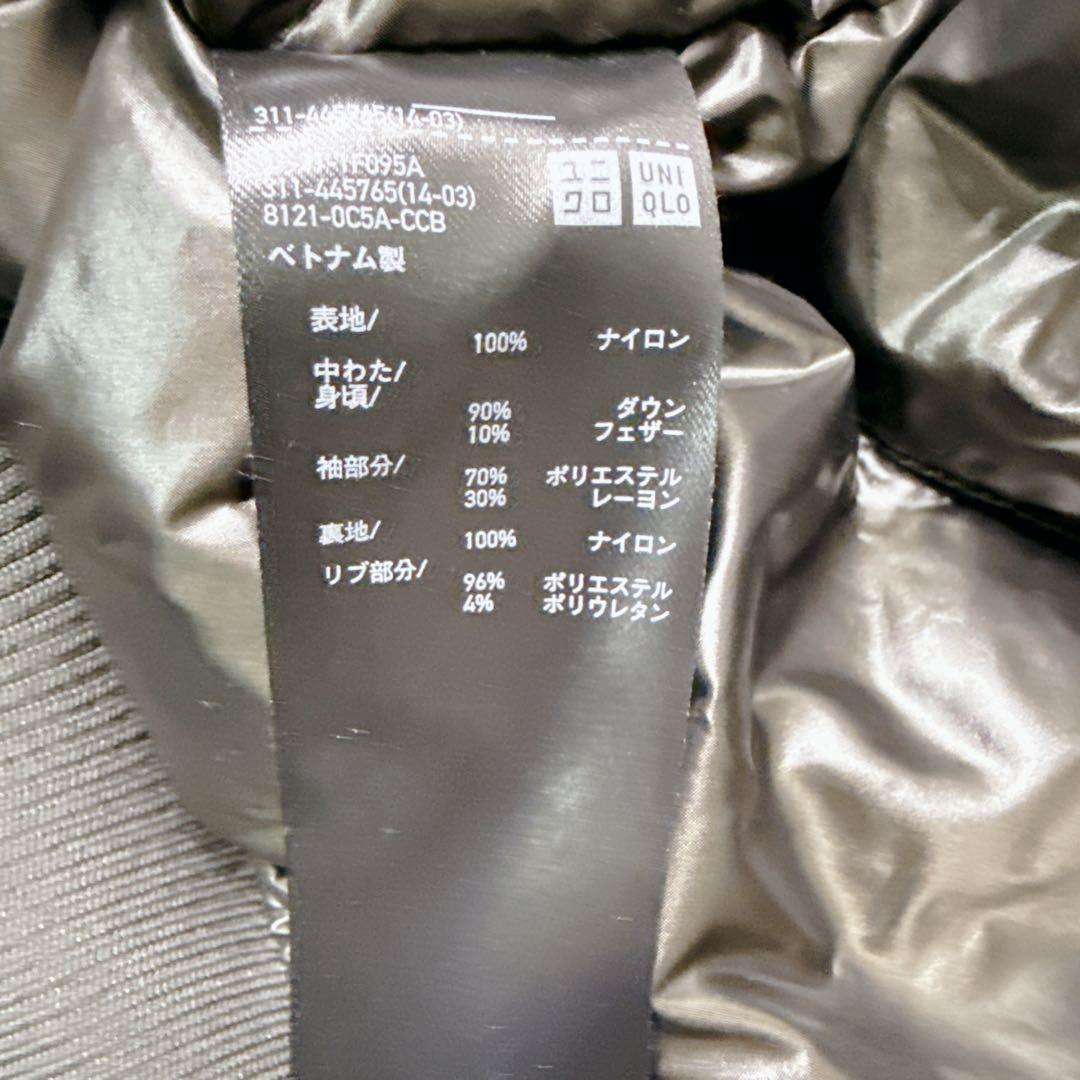 311-445765(14-03)
1F095A
311-445765(14-03)
8121-0C5A-CCB
ユニ
クロ
UNI
QLO
ベトナム製
表地/
100% ナイロン
中わた/
身頃/
90% ダウン
10% フェザー
袖部分/
70% ポリエステル
30% レーヨン
裏地/
100% ナイロン
リブ部分/
96% ポリエステル
4% ポリウレタン